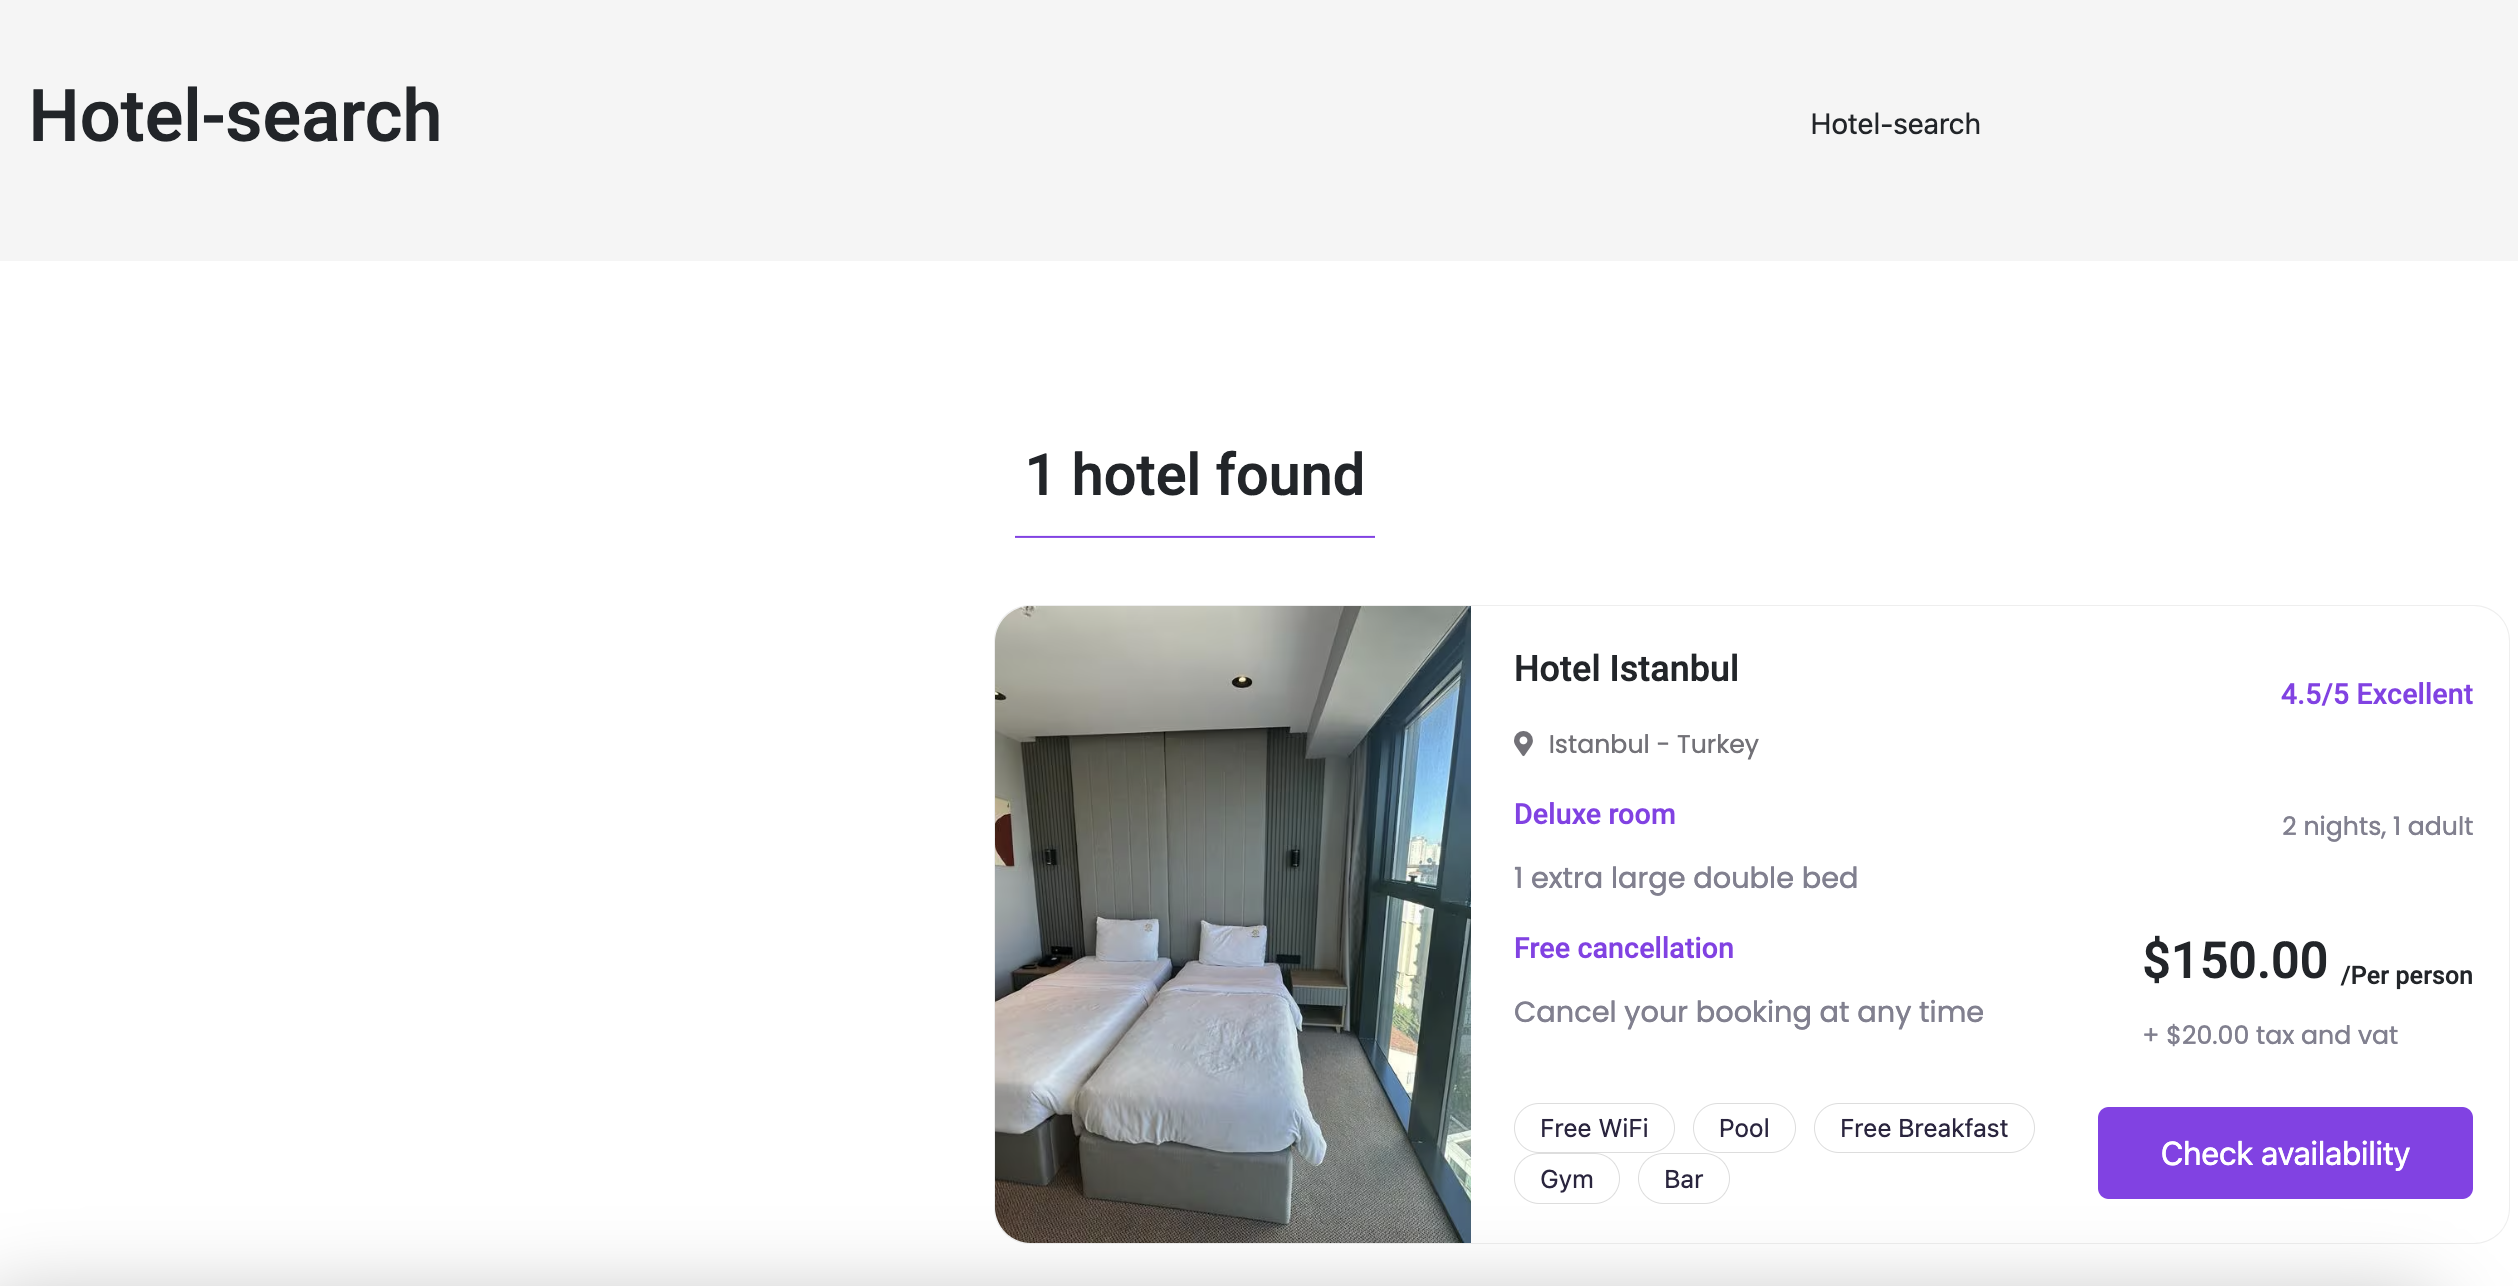 Hotel-search
Hotel-search
1 hotel found
Hotel Istanbul
4.5/5 Excellent
Istanbul - Turkey
Deluxe room
2 nights, 1 adult
1 extra large double bed
Free cancellation
$150.00 /Per person
Cancel your booking at any time
+ $20.00 tax and vat
Free WiFi
Pool
Free Breakfast
Gym
Bar
Check availability